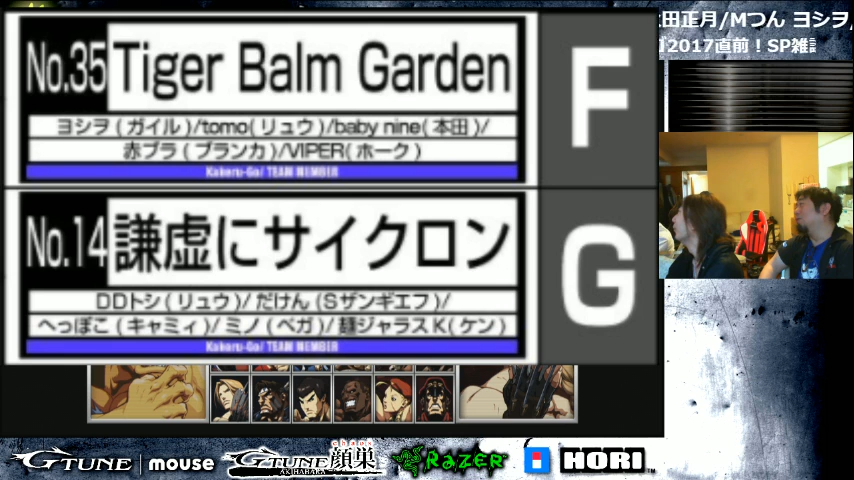 No.35 Tiger Balm Garden
F
ヨシヲ(ガイル)/tomo(リュウ)/baby nine(本田)/
赤ブラ(ブランカ)/VIPER(ホーク)
Kakeru-Go/ TEAM MEMBER
No.14 謙虚にサイクロン
G
DDトシ(リュウ)/だけん(Sザンギエフ)/
へっぽこ(キャミィ)/ミノ(ベガ)/麺ジャラスK(ケン)
Kakeru-Go/ TEAM MEMBER
田正月/Mつん ヨシヲ
2017直前!SP雑
GTUNE mouse GTUNE AKIHABARA chaos 顔巣 RAZER HORI